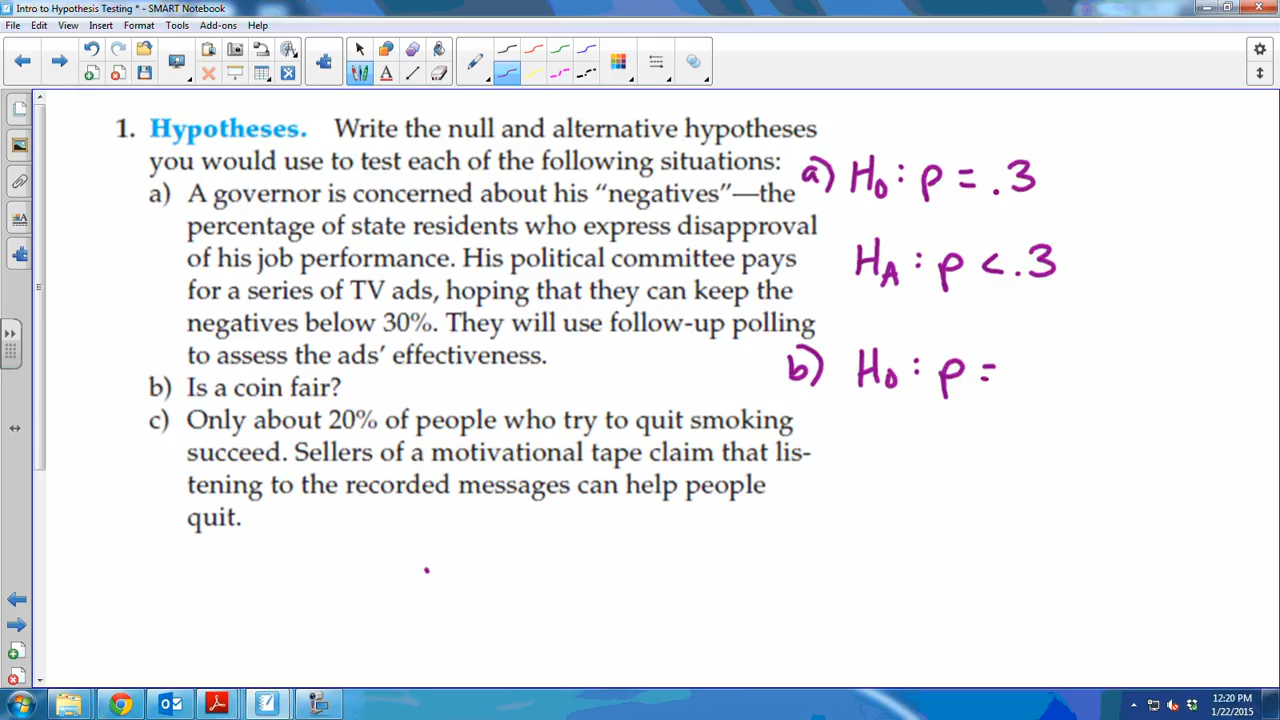 Intro to Hypothesis Testing * - SMART Notebook
File Edit View Insert Format Tools Add-ons Help
1. Hypotheses. Write the null and alternative hypotheses
you would use to test each of the following situations:
a) A governor is concerned about his “negatives”—the
percentage of state residents who express disapproval
of his job performance. His political committee pays
for a series of TV ads, hoping that they can keep the
negatives below 30%. They will use follow-up polling
to assess the ads’ effectiveness.
b) Is a coin fair?
c) Only about 20% of people who try to quit smoking
succeed. Sellers of a motivational tape claim that lis-
tening to the recorded messages can help people
quit.
a) H0 : p = .3
HA : p < .3
b) H0 : p =
12:20 PM
1/22/2015